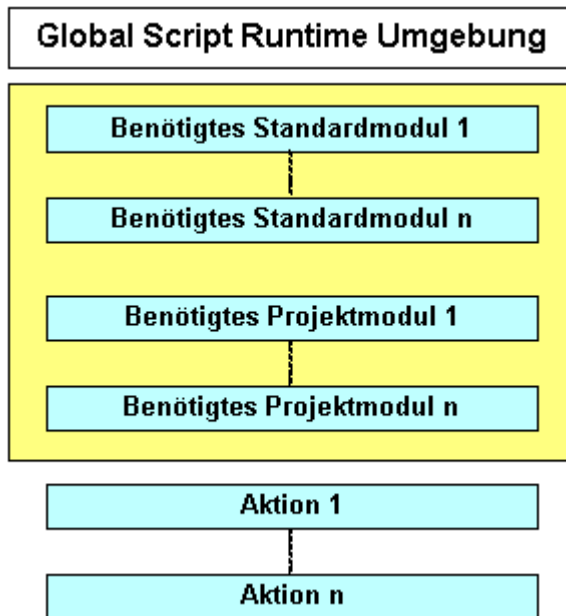 Global Script Runtime Umgebung
Benötigtes Standardmodul 1
Benötigtes Standardmodul n
Benötigtes Projektmodul 1
Benötigtes Projektmodul n
Aktion 1
Aktion n